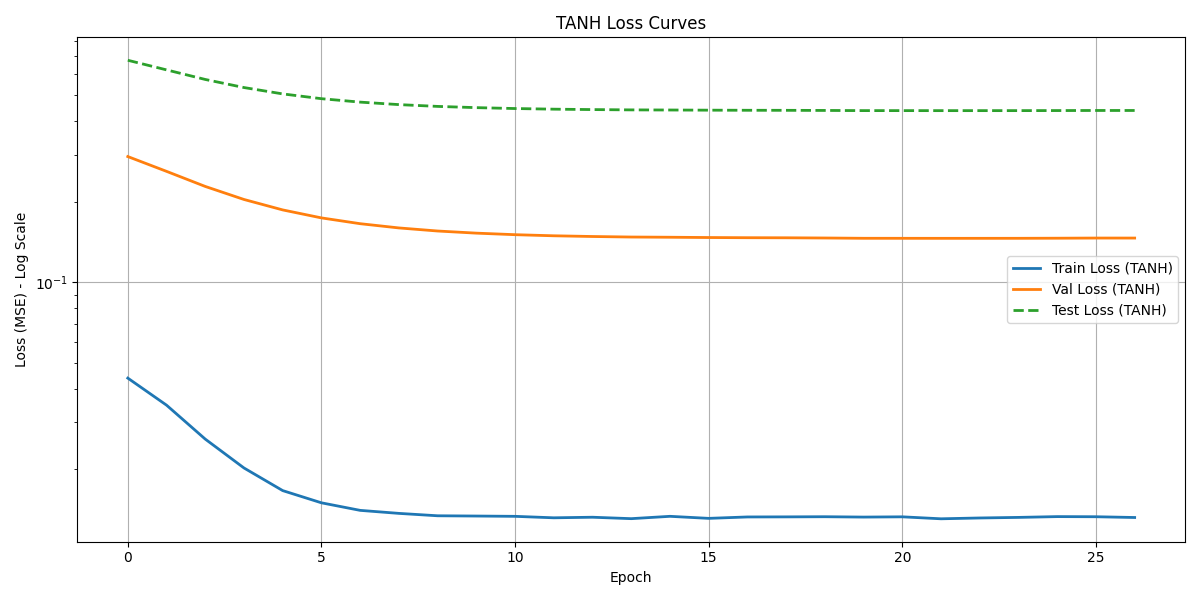 TANH Loss Curves
Loss (MSE) - Log Scale
10⁻¹
Train Loss (TANH)
Val Loss (TANH)
Test Loss (TANH)
0 5 10 15 20 25
Epoch